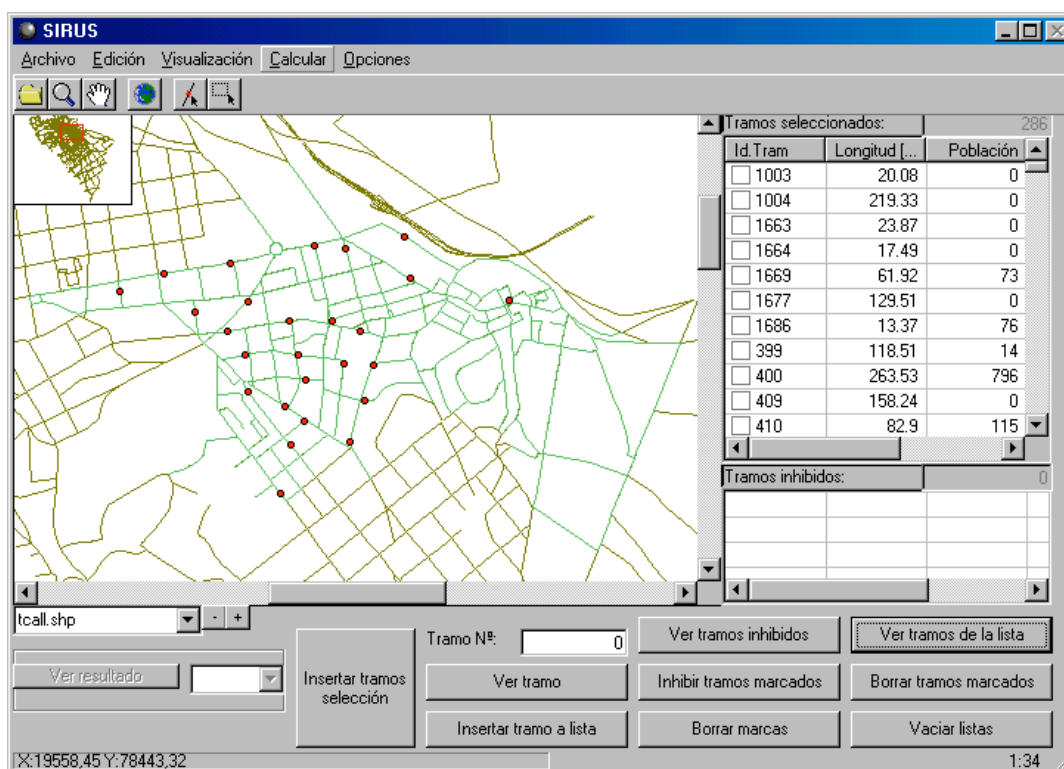 SIRUS
Archivo Edición Visualización Calcular Opciones
Tramos seleccionados: 286
Id.Tram Longitud [... Población
1003 20.08 0
1004 219.33 0
1663 23.87 0
1664 17.49 0
1669 61.92 73
1677 129.51 0
1686 13.37 76
399 118.51 14
400 263.53 796
409 158.24 0
410 82.9 115
Tramos inhibidos: 0
tcall.shp - +
Ver resultado
Insertar tramos selección
Tramo Nº: 0
Ver tramo
Insertar tramo a lista
Ver tramos inhibidos
Inhibir tramos marcados
Borrar marcas
Ver tramos de la lista
Borrar tramos marcados
Vaciar listas
X:19558,45 Y:78443,32 1:34